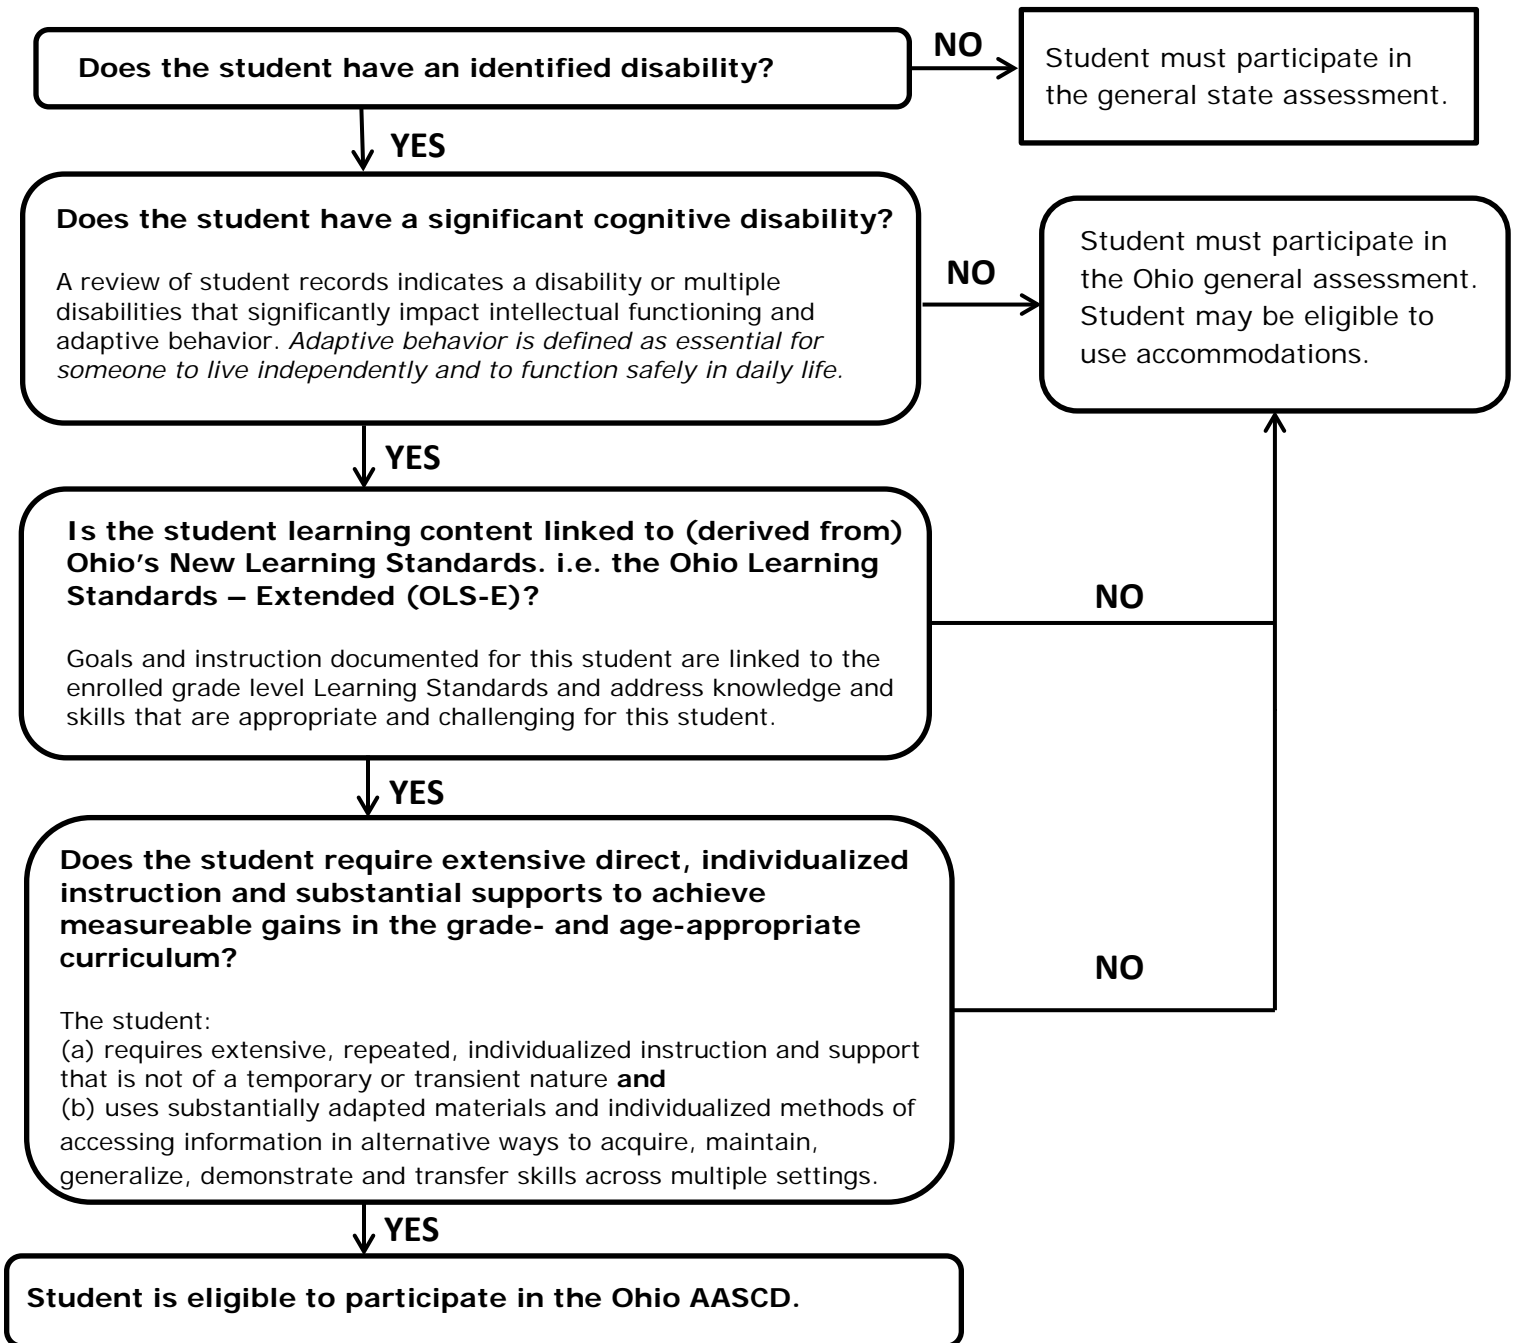 Does the student have an identified disability?
NO
Student must participate in
the general state assessment.
YES
Does the student have a significant cognitive disability?
A review of student records indicates a disability or multiple
disabilities that significantly impact intellectual functioning and
adaptive behavior. Adaptive behavior is defined as essential for
someone to live independently and to function safely in daily life.
NO
Student must participate in
the Ohio general assessment.
Student may be eligible to
use accommodations.
YES
Is the student learning content linked to (derived from)
Ohio’s New Learning Standards. i.e. the Ohio Learning
Standards – Extended (OLS-E)?
Goals and instruction documented for this student are linked to the
enrolled grade level Learning Standards and address knowledge and
skills that are appropriate and challenging for this student.
NO
YES
Does the student require extensive direct, individualized
instruction and substantial supports to achieve
measureable gains in the grade- and age-appropriate
curriculum?
The student:
(a) requires extensive, repeated, individualized instruction and support
that is not of a temporary or transient nature and
(b) uses substantially adapted materials and individualized methods of
accessing information in alternative ways to acquire, maintain,
generalize, demonstrate and transfer skills across multiple settings.
NO
YES
Student is eligible to participate in the Ohio AASCD.